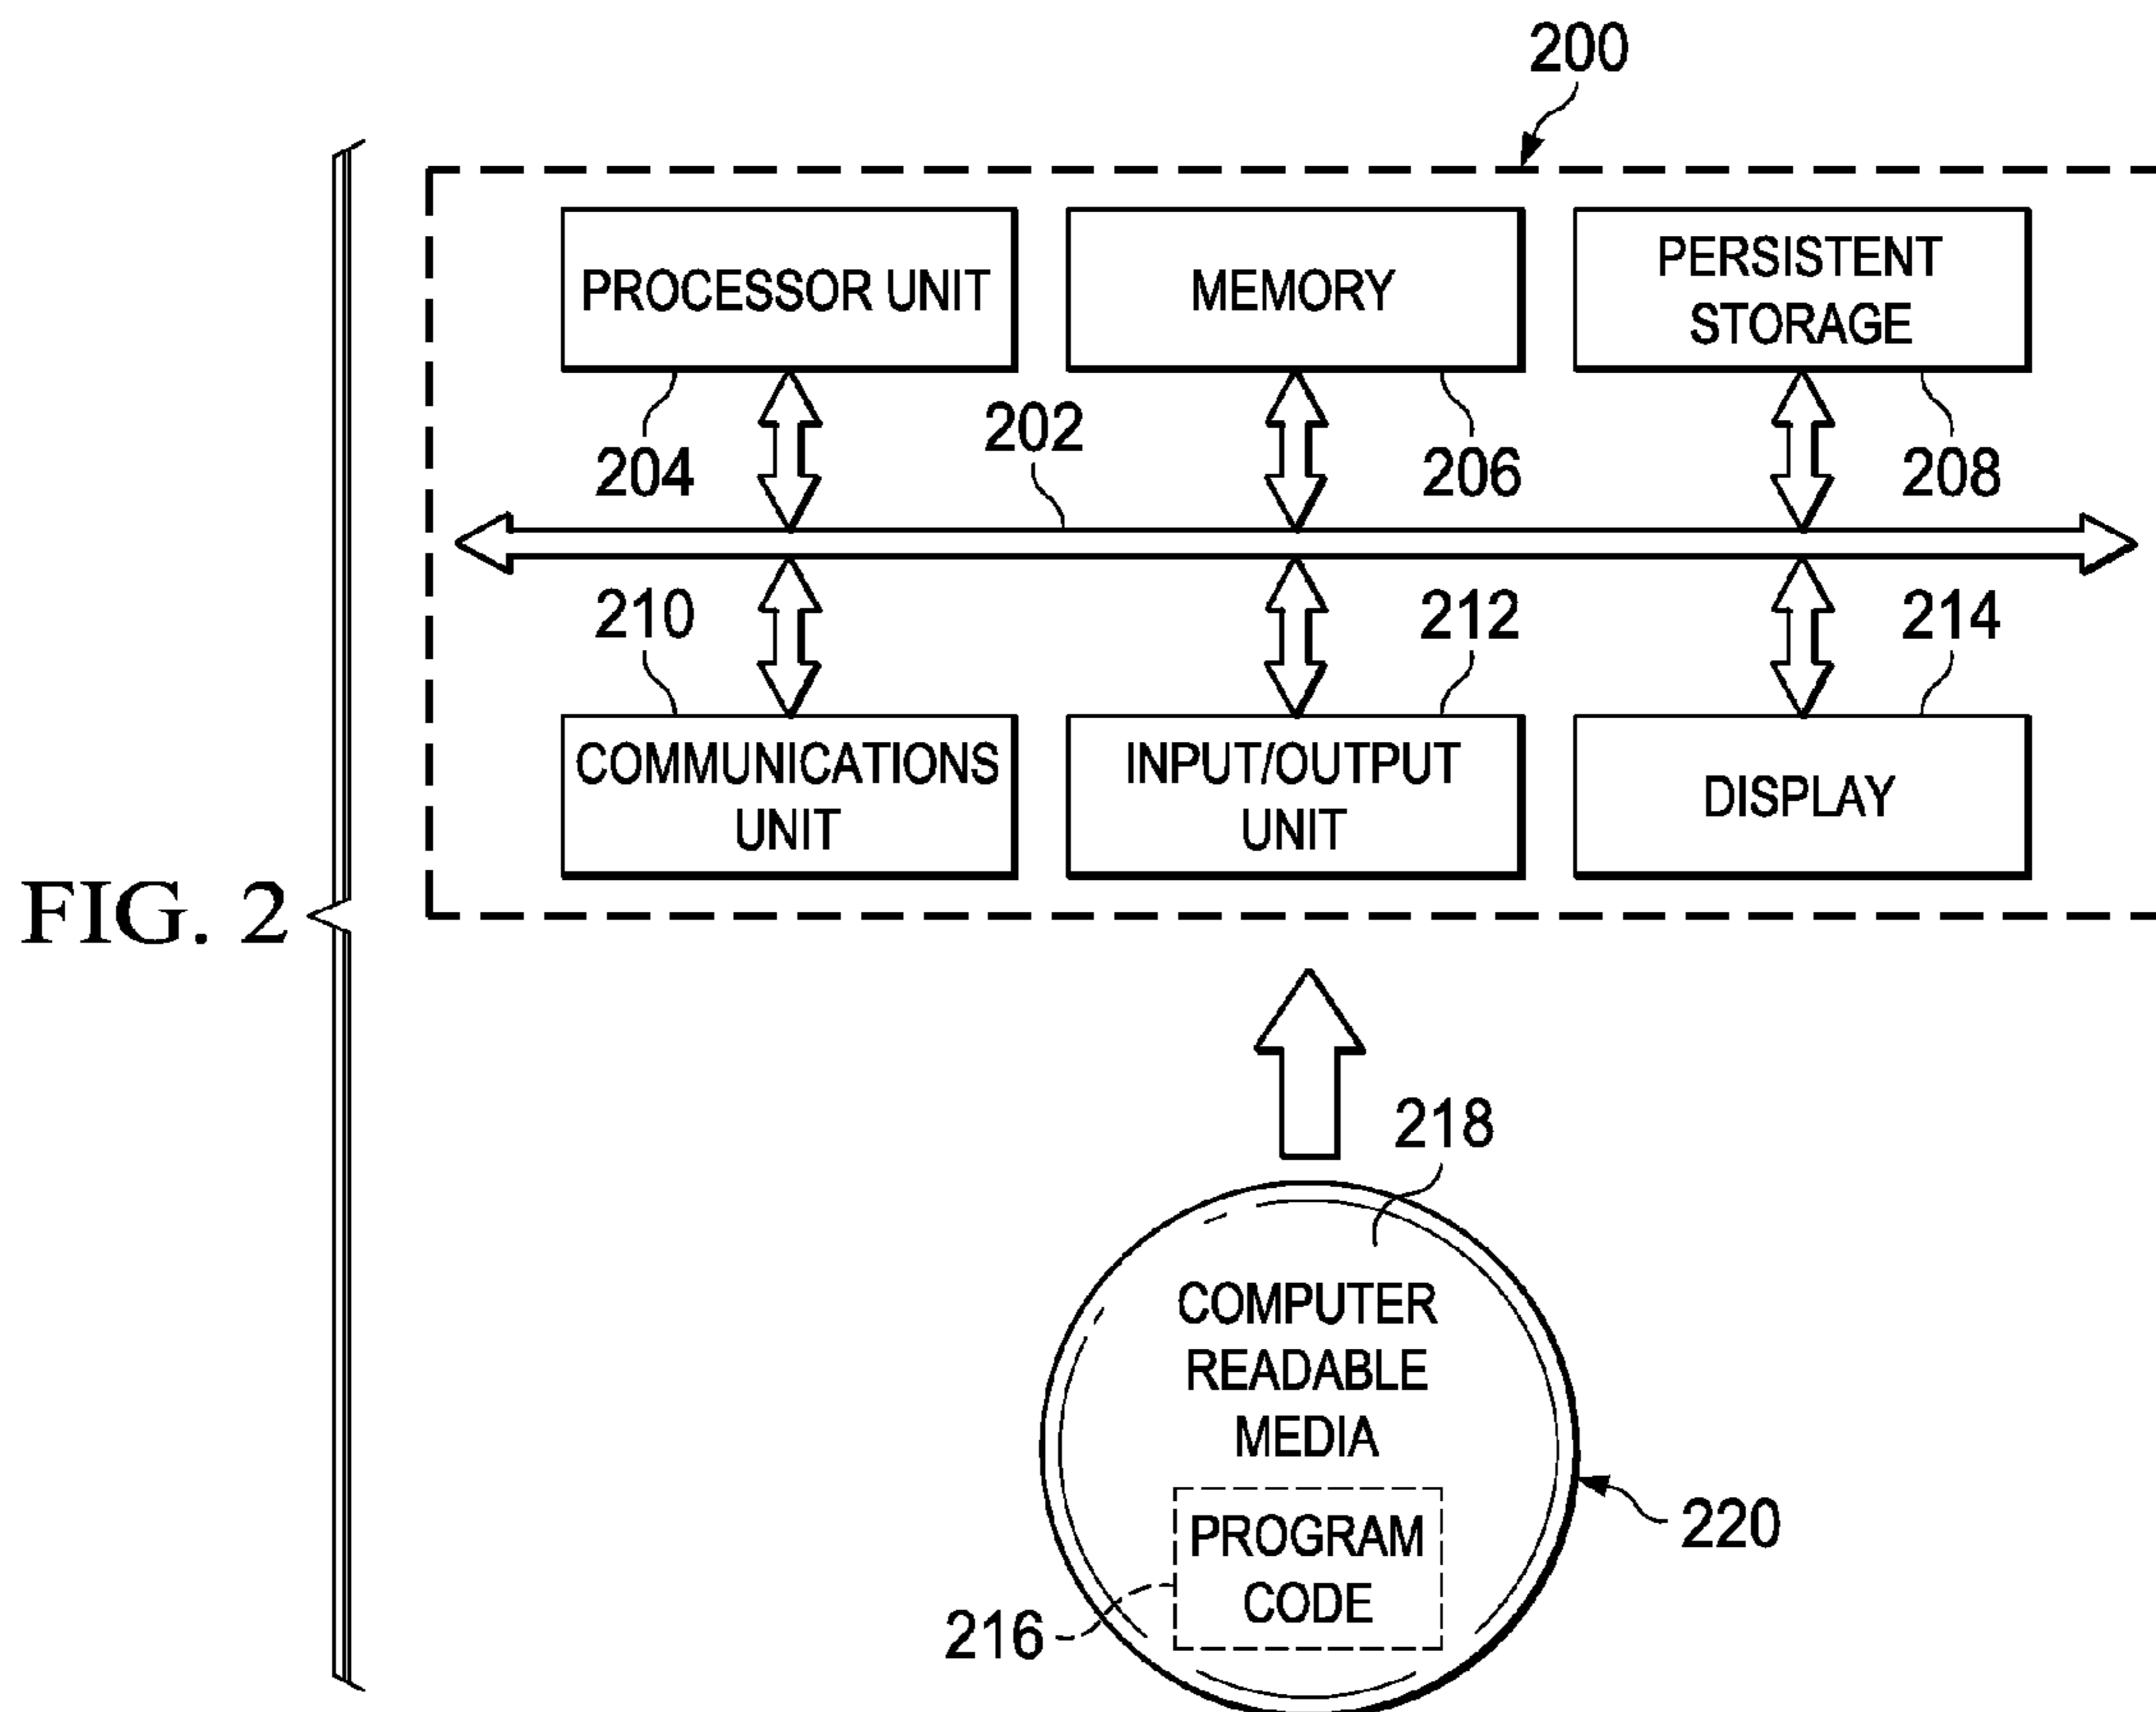 200
PROCESSOR UNIT
MEMORY
PERSISTENT
STORAGE
204
202
206
208
210
212
214
COMMUNICATIONS
UNIT
INPUT/OUTPUT
UNIT
DISPLAY
FIG. 2
218
COMPUTER
READABLE
MEDIA
PROGRAM
CODE
220
216